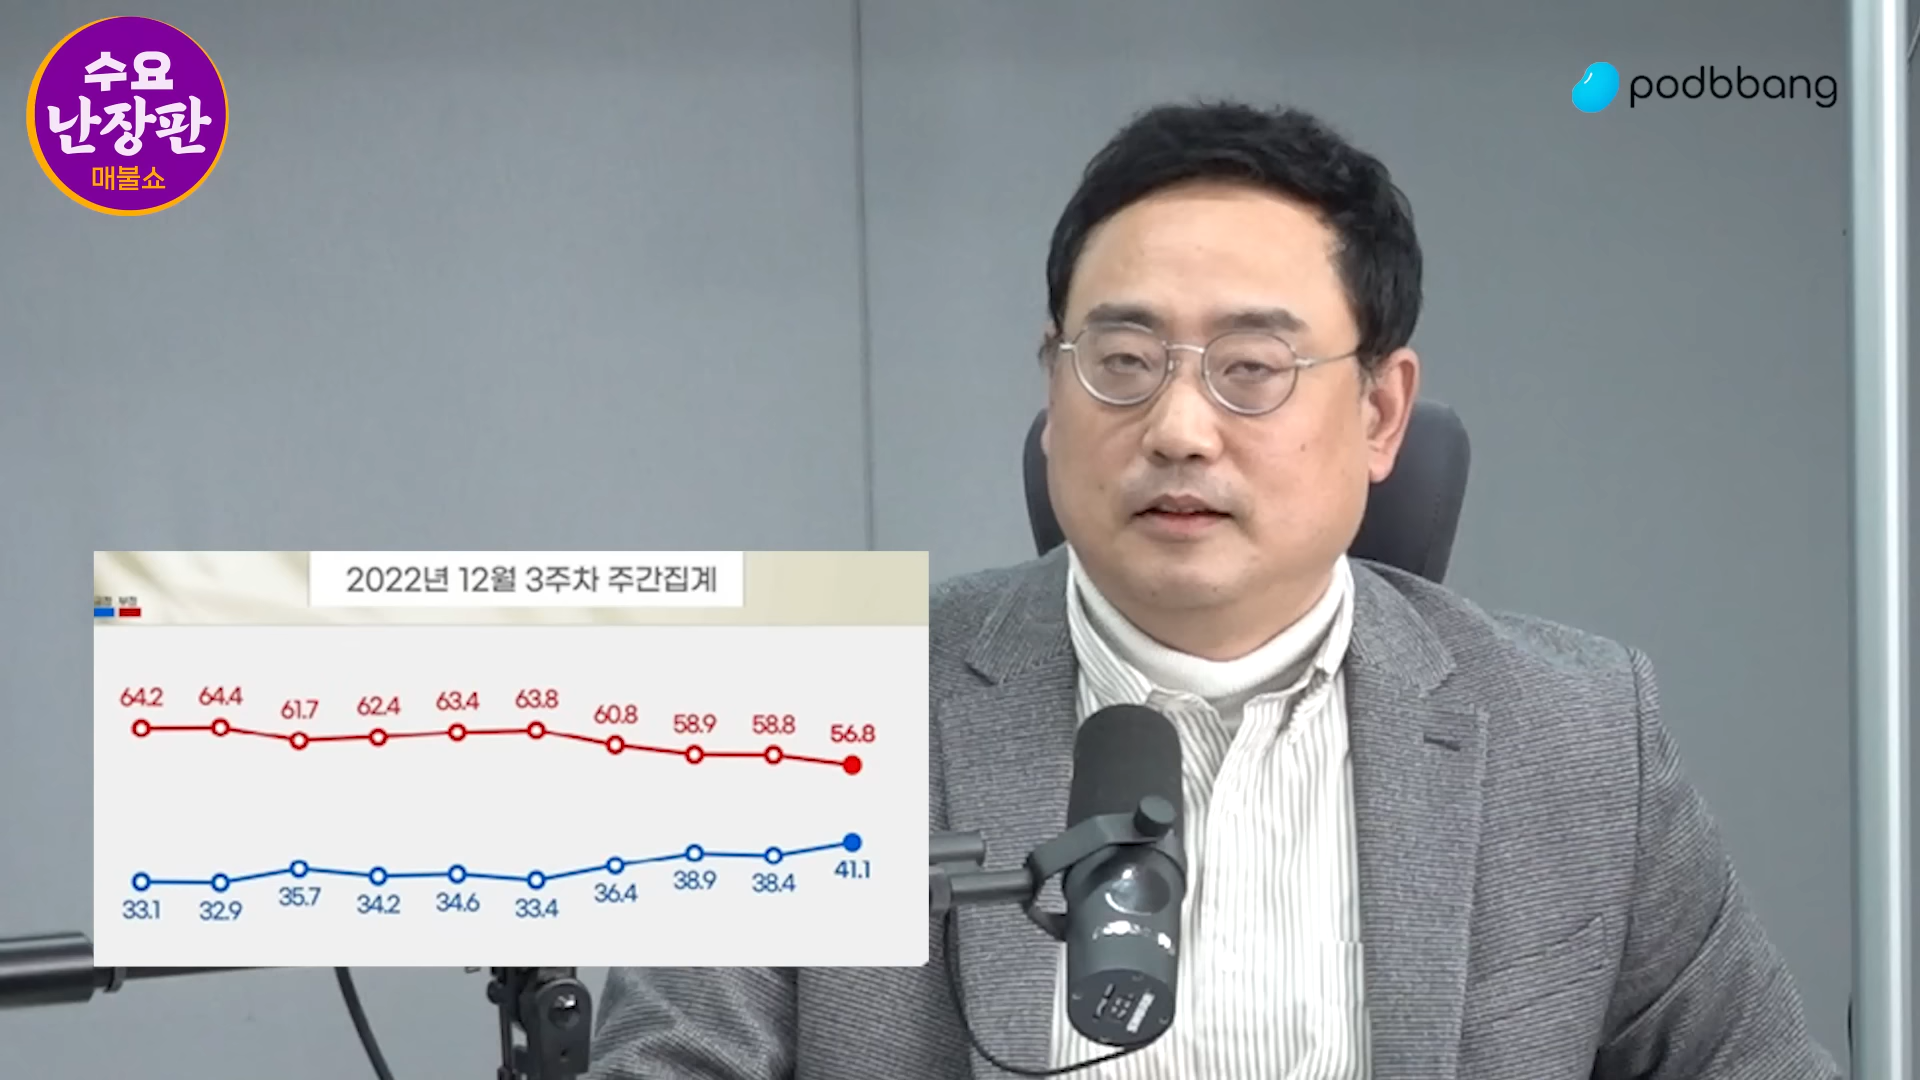 수요
난장판
매불쇼
podbbang
2022년 12월 3주차 주간집계
부정
64.2 64.4 61.7 62.4 63.4 63.8 60.8 58.9 58.8 56.8
33.1 32.9 35.7 34.2 34.6 33.4 36.4 38.9 38.4 41.1